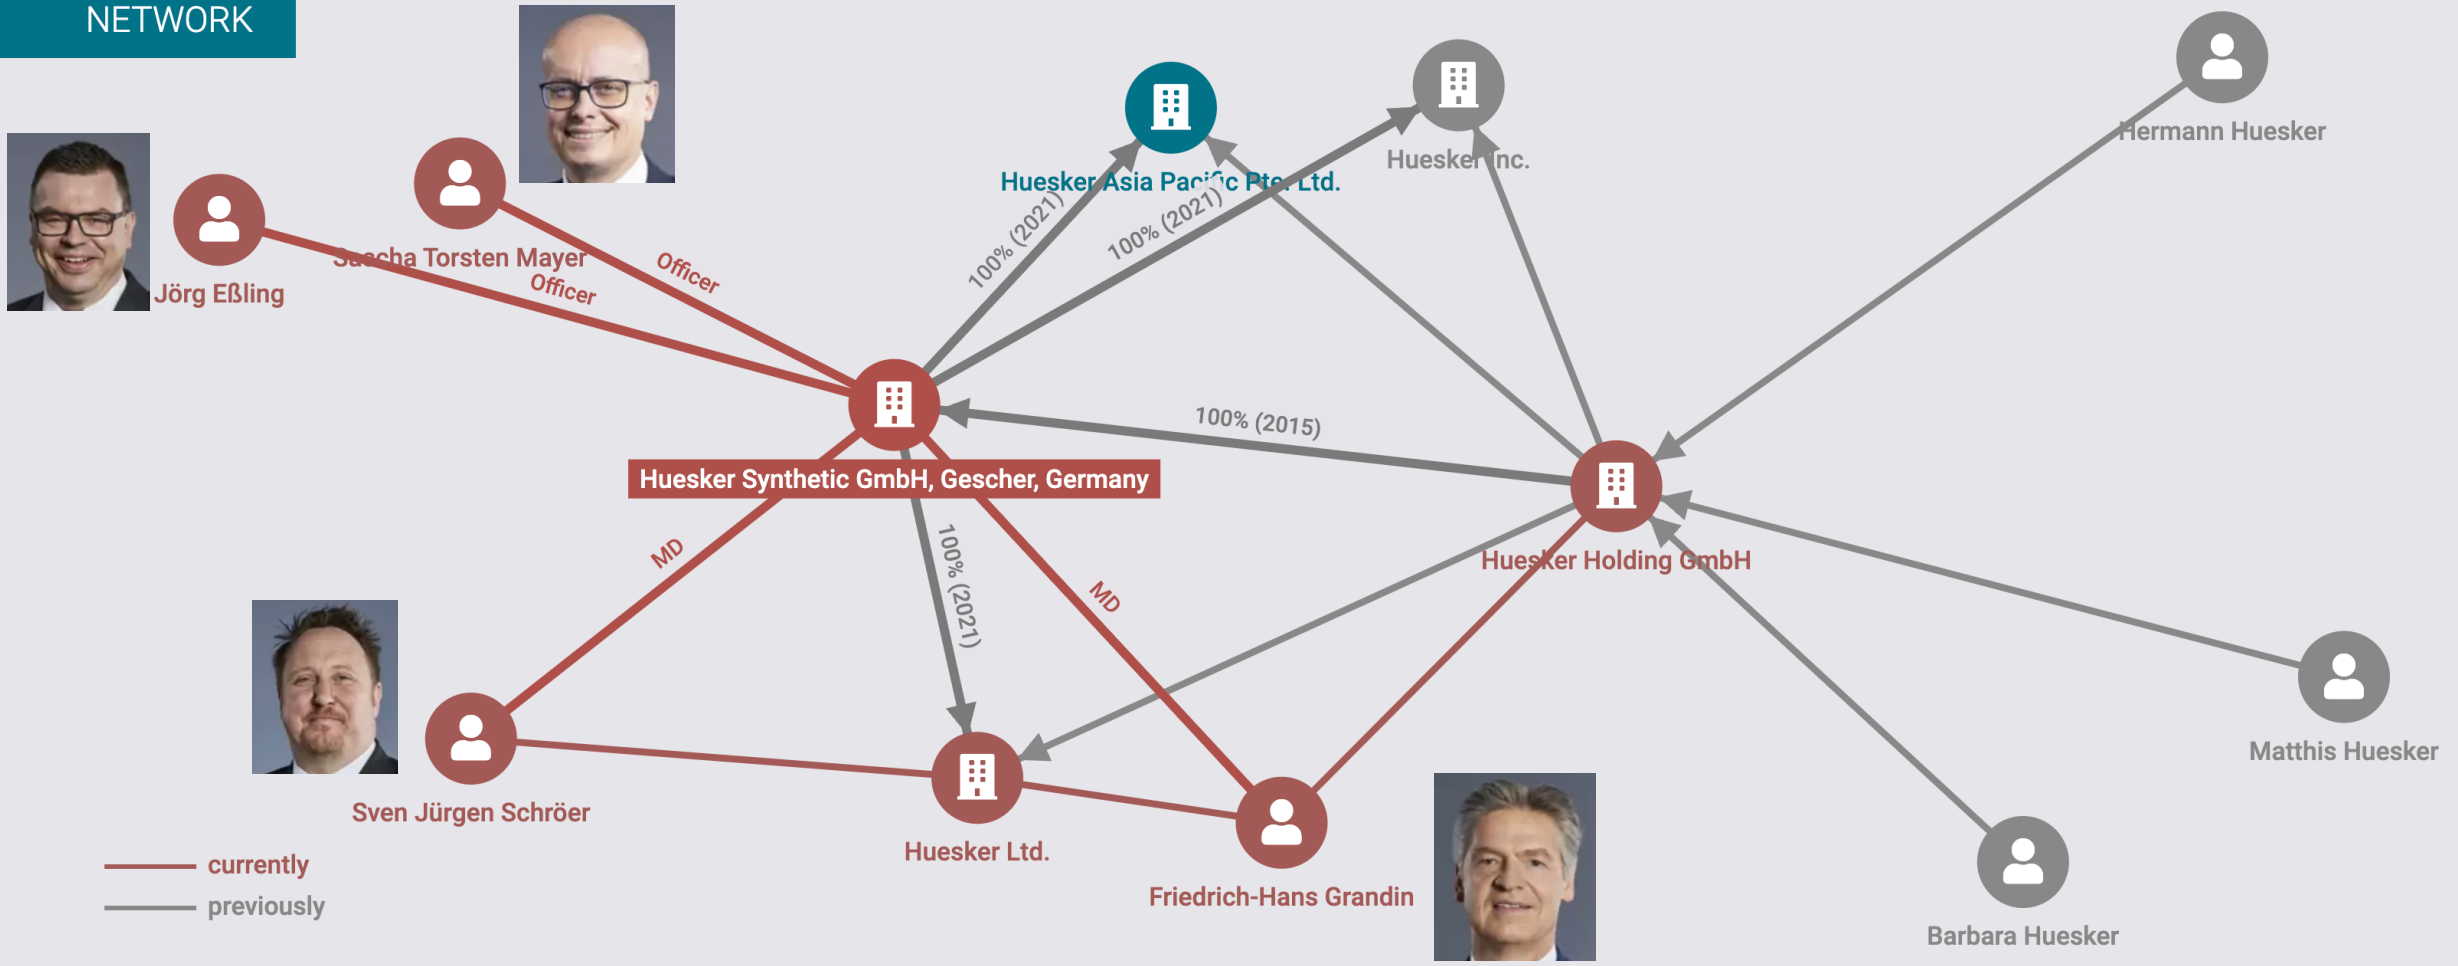 NETWORK
Huesker Inc.
Hermann Huesker
Huesker Asia Pacific Pte. Ltd.
100% (2021)
100% (2021)
Sascha Torsten Mayer
Officer
Officer
Jörg Eßling
100% (2015)
Huesker Synthetic GmbH, Gescher, Germany
MD
100% (2021)
MD
Huesker Holding GmbH
Matthis Huesker
Sven Jürgen Schröer
Huesker Ltd.
Friedrich-Hans Grandin
Barbara Huesker
currently
previously